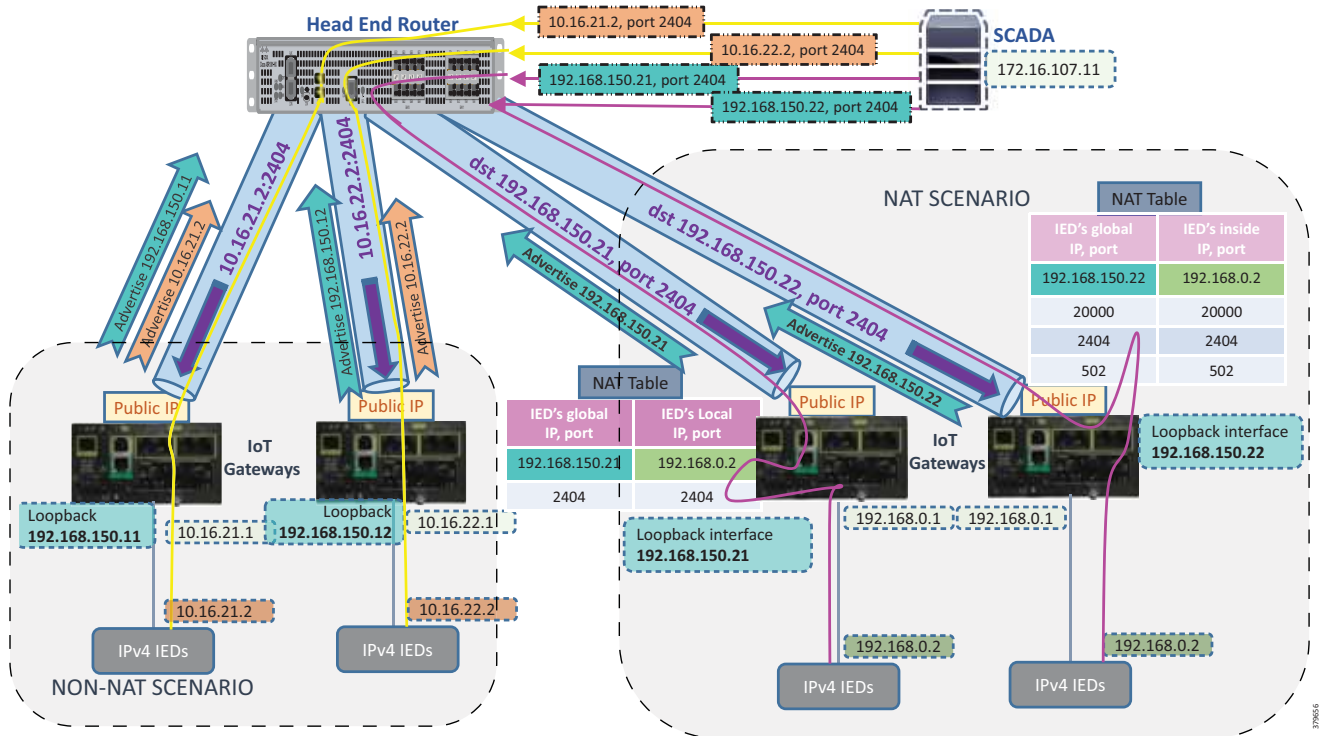 Head End Router
10.16.21.2, port 2404
10.16.22.2, port 2404
192.168.150.21, port 2404
192.168.150.22, port 2404
SCADA
172.16.107.11
Advertise 192.168.150.11
Advertise 10.16.21.2
10.16.21.2:2404
Advertise 192.168.150.12
10.16.22.2:2404
Advertise 10.16.22.2
dst 192.168.150.21, port 2404
Advertise 192.168.150.21
dst 192.168.150.22, port 2404
Advertise 192.168.150.22
NAT SCENARIO
NAT Table
IED's global
IP, port
IED's inside
IP, port
192.168.150.22
192.168.0.2
20000
20000
2404
2404
502
502
NAT Table
IED's global
IP, port
IED's Local
IP, port
192.168.150.21
192.168.0.2
2404
2404
Public IP
Public IP
Public IP
Public IP
IoT
Gateways
IoT
Gateways
Loopback
192.168.150.11
10.16.21.1
Loopback
192.168.150.12
10.16.22.1
Loopback interface
192.168.150.21
192.168.0.1
192.168.0.1
Loopback interface
192.168.150.22
10.16.21.2
10.16.22.2
192.168.0.2
192.168.0.2
IPv4 IEDs
IPv4 IEDs
IPv4 IEDs
IPv4 IEDs
NON-NAT SCENARIO
379656